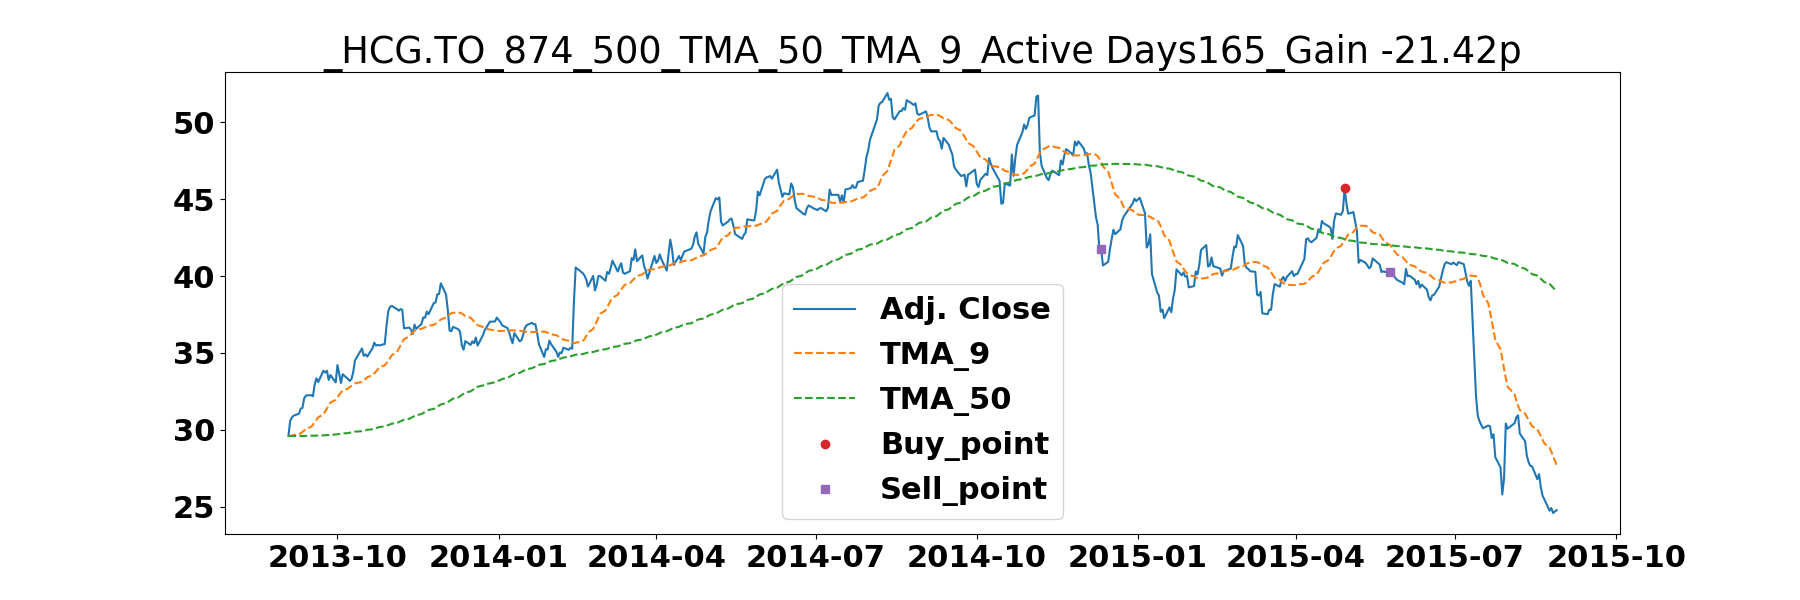 _HCG.TO_874_500_TMA_50_TMA_9_Active Days165_Gain -21.42p
50
45
40
35
30
25
Adj. Close
TMA_9
TMA_50
Buy_point
Sell_point
2013-10 2014-01 2014-04 2014-07 2014-10 2015-01 2015-04 2015-07 2015-10